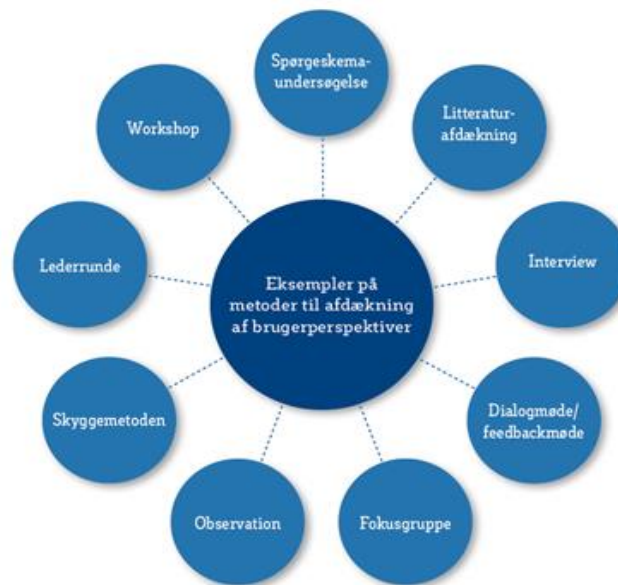 Spørgeskema-
undersøgelse
Litteratur-
afdækning
Interview
Dialogmøde/
feedbackmøde
Fokusgruppe
Observation
Skyggemetoden
Lederrunde
Workshop
Eksempler på
metoder til afdækning
af brugerperspektiver